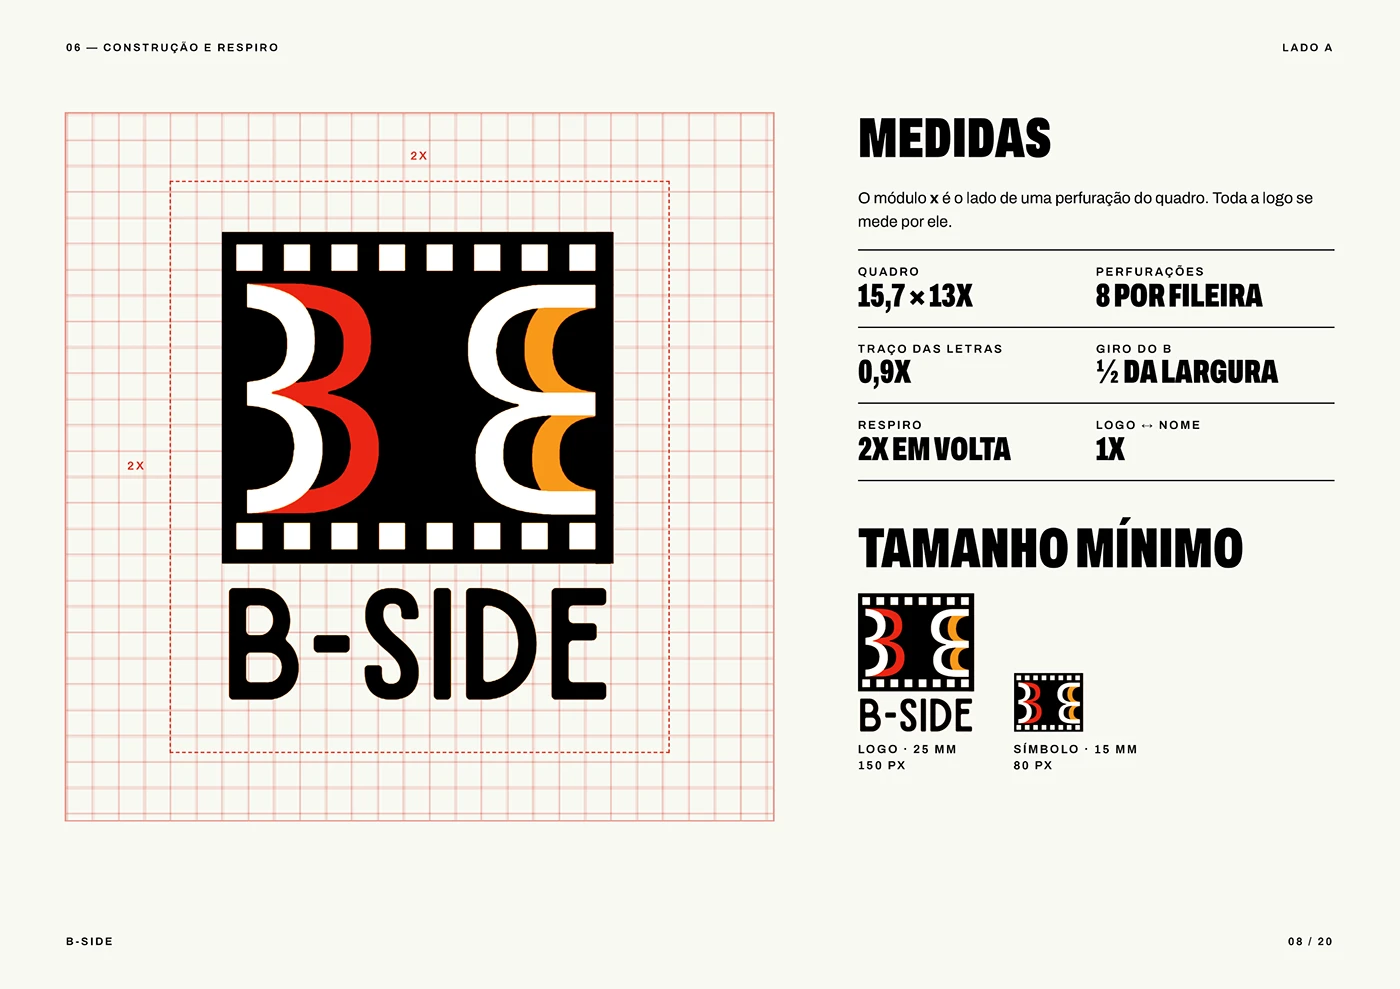 06 — CONSTRUÇÃO E RESPIRO
LADO A
2X
2X
B-SIDE
MEDIDAS
O módulo x é o lado de uma perfuração do quadro. Toda a logo se
mede por ele.
QUADRO
15,7 × 13X
PERFURAÇÕES
8 POR FILEIRA
TRAÇO DAS LETRAS
0,9X
GIRO DO B
½ DA LARGURA
RESPIRO
2X EM VOLTA
LOGO ↔ NOME
1X
TAMANHO MÍNIMO
B-SIDE
LOGO · 25 MM
150 PX
SÍMBOLO · 15 MM
80 PX
B-SIDE
08 / 20